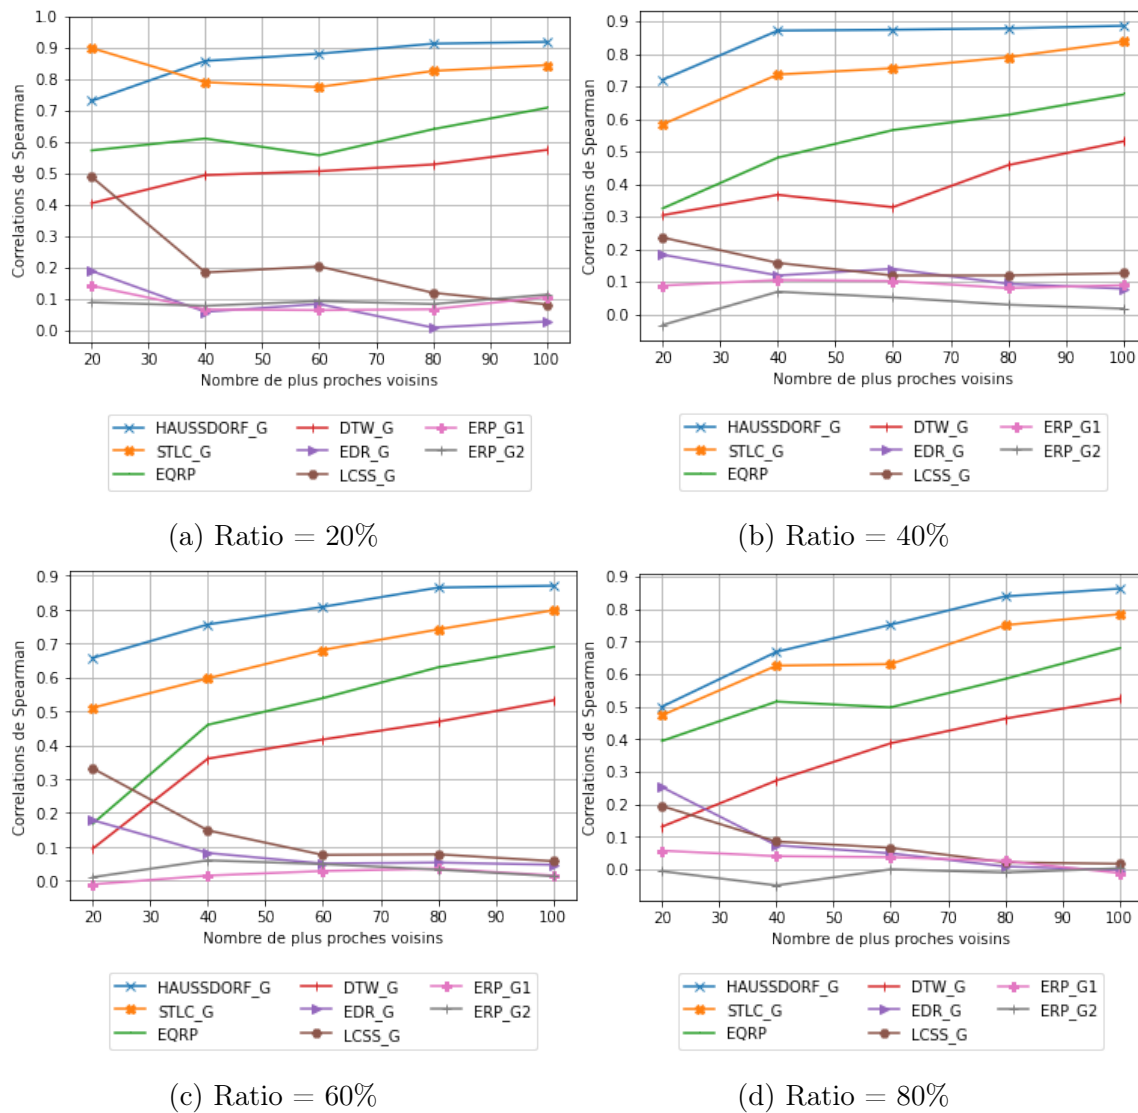 1.0
0.9
0.8
0.7
0.6
0.5
0.4
0.3
0.2
0.1
0.0
Correlations de Spearman
20 30 40 50 60 70 80 90 100
Nombre de plus proches voisins
HAUSSDORF_G DTW_G ERP_G1
STLC_G EDR_G ERP_G2
EQRP LCSS_G
(a) Ratio = 20%
0.9
0.8
0.7
0.6
0.5
0.4
0.3
0.2
0.1
0.0
Correlations de Spearman
20 30 40 50 60 70 80 90 100
Nombre de plus proches voisins
HAUSSDORF_G DTW_G ERP_G1
STLC_G EDR_G ERP_G2
EQRP LCSS_G
(b) Ratio = 40%
0.9
0.8
0.7
0.6
0.5
0.4
0.3
0.2
0.1
0.0
Correlations de Spearman
20 30 40 50 60 70 80 90 100
Nombre de plus proches voisins
HAUSSDORF_G DTW_G ERP_G1
STLC_G EDR_G ERP_G2
EQRP LCSS_G
(c) Ratio = 60%
0.9
0.8
0.7
0.6
0.5
0.4
0.3
0.2
0.1
0.0
Correlations de Spearman
20 30 40 50 60 70 80 90 100
Nombre de plus proches voisins
HAUSSDORF_G DTW_G ERP_G1
STLC_G EDR_G ERP_G2
EQRP LCSS_G
(d) Ratio = 80%